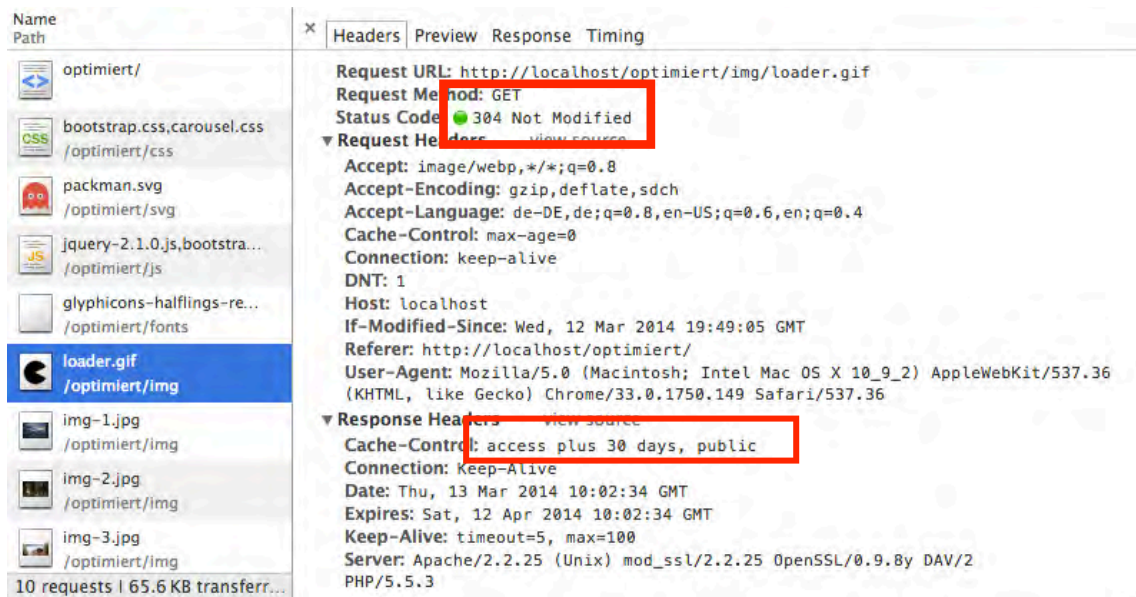 Name
Path
optimiert/
bootstrap.css,carousel.css
/optimiert/css
packman.svg
/optimiert/svg
jquery-2.1.0.js,bootstra...
/optimiert/js
glyphicons-halflings-re...
/optimiert/fonts
loader.gif
/optimiert/img
img-1.jpg
/optimiert/img
img-2.jpg
/optimiert/img
img-3.jpg
/optimiert/img
10 requests | 65.6 KB transferr...
× Headers Preview Response Timing
Request URL: http://localhost/optimiert/img/loader.gif
Request Method: GET
Status Code: 304 Not Modified
▼ Request Headers view source
Accept: image/webp,*/*;q=0.8
Accept-Encoding: gzip,deflate,sdch
Accept-Language: de-DE,de;q=0.8,en-US;q=0.6,en;q=0.4
Cache-Control: max-age=0
Connection: keep-alive
DNT: 1
Host: localhost
If-Modified-Since: Wed, 12 Mar 2014 19:49:05 GMT
Referer: http://localhost/optimiert/
User-Agent: Mozilla/5.0 (Macintosh; Intel Mac OS X 10_9_2) AppleWebKit/537.36
(KHTML, like Gecko) Chrome/33.0.1750.149 Safari/537.36
▼ Response Headers view source
Cache-Control: access plus 30 days, public
Connection: Keep-Alive
Date: Thu, 13 Mar 2014 10:02:34 GMT
Expires: Sat, 12 Apr 2014 10:02:34 GMT
Keep-Alive: timeout=5, max=100
Server: Apache/2.2.25 (Unix) mod_ssl/2.2.25 OpenSSL/0.9.8y DAV/2
PHP/5.5.3